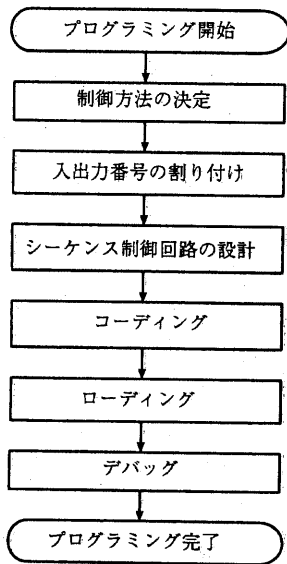 プログラミング開始
制御方法の決定
入出力番号の割り付け
シーケンス制御回路の設計
コーディング
ローディング
デバッグ
プログラミング完了